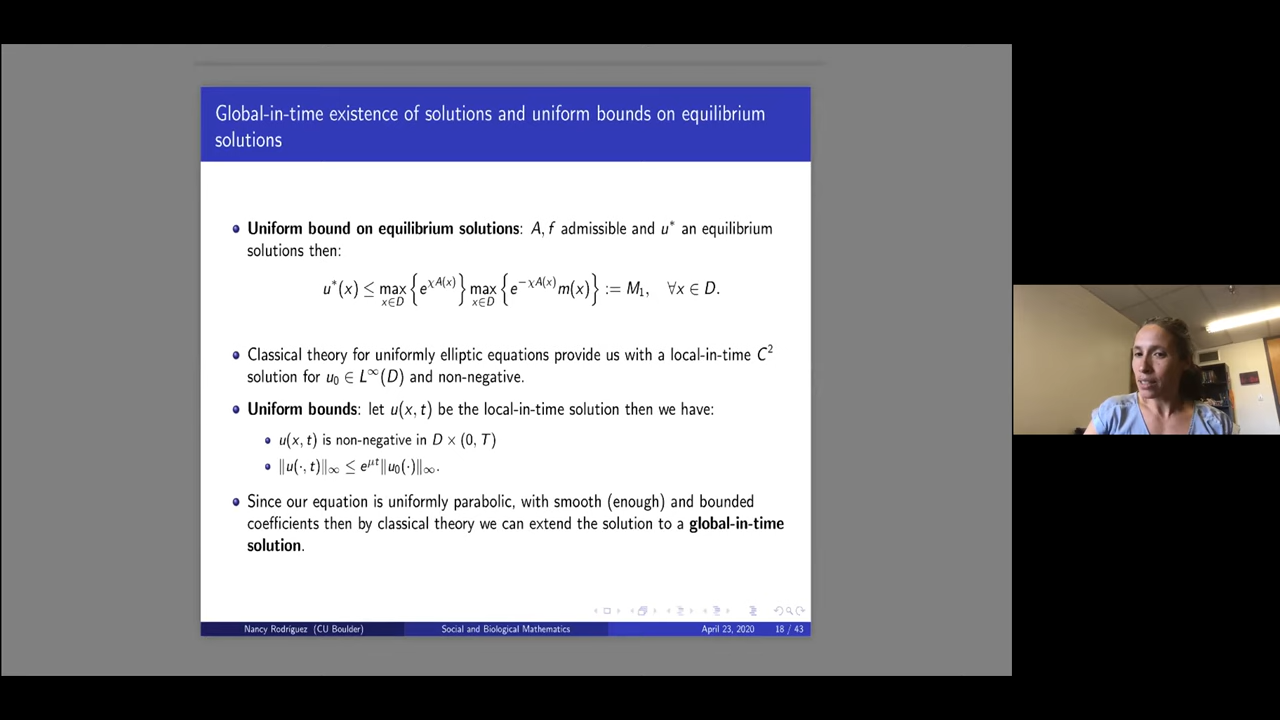 Global-in-time existence of solutions and uniform bounds on equilibrium
solutions
Uniform bound on equilibrium solutions: A, f admissible and u* an equilibrium
solutions then:
u*(x) ≤ max_{x∈D} {e^{χA(x)}} max_{x∈D} {e^{−χA(x)} m(x)} := M₁, ∀x ∈ D.
Classical theory for uniformly elliptic equations provide us with a local-in-time C²
solution for u₀ ∈ L^∞(D) and non-negative.
Uniform bounds: let u(x, t) be the local-in-time solution then we have:
u(x, t) is non-negative in D × (0, T)
‖u(·, t)‖_∞ ≤ e^{μt}‖u₀(·)‖_∞.
Since our equation is uniformly parabolic, with smooth (enough) and bounded
coefficients then by classical theory we can extend the solution to a global-in-time
solution.
Nancy Rodriguez (CU Boulder) Social and Biological Mathematics April 23, 2020 18 / 43